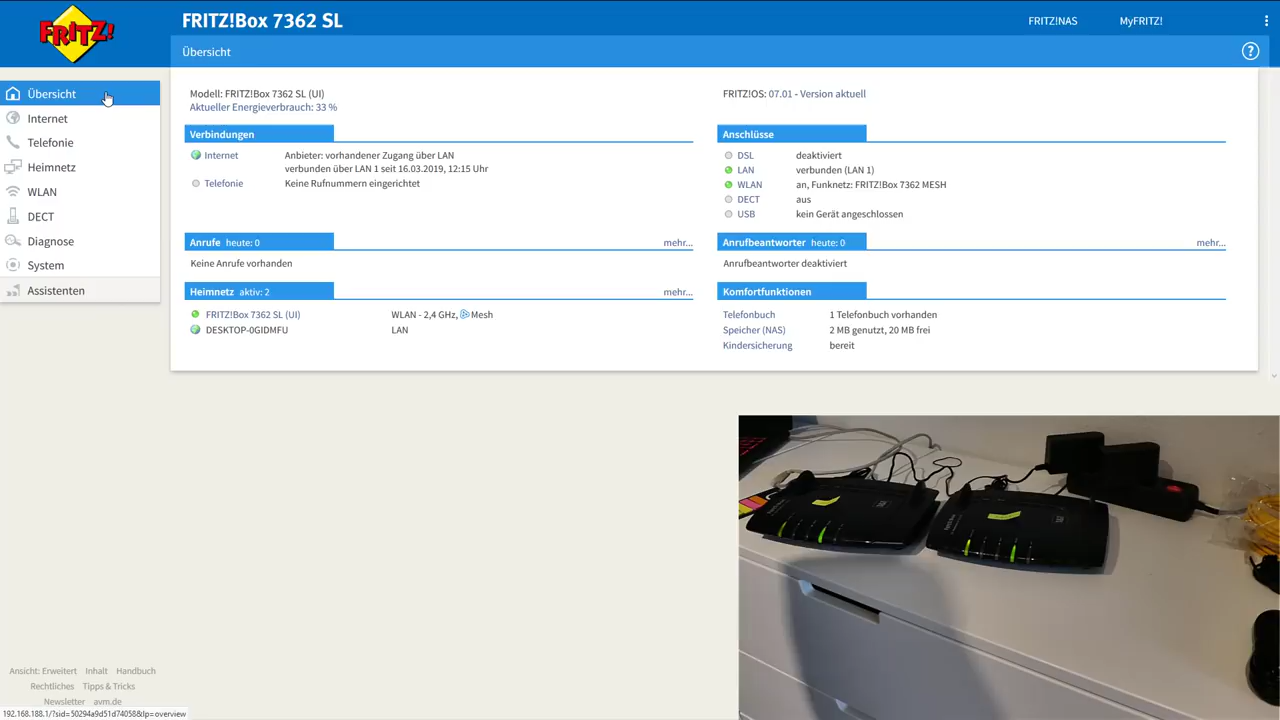 FRITZ!
FRITZ!Box 7362 SL
FRITZ!NAS
MyFRITZ!
Übersicht
Übersicht
Internet
Telefonie
Heimnetz
WLAN
DECT
Diagnose
System
Assistenten
Modell: FRITZ!Box 7362 SL (UI)
Aktueller Energieverbrauch: 33 %
FRITZ!OS: 07.01 - Version aktuell
Verbindungen
Internet Anbieter: vorhandener Zugang über LAN
verbunden über LAN 1 seit 16.03.2019, 12:15 Uhr
Telefonie Keine Rufnummern eingerichtet
Anschlüsse
DSL deaktiviert
LAN verbunden (LAN 1)
WLAN an, Funknetz: FRITZ!Box 7362 MESH
DECT aus
USB kein Gerät angeschlossen
Anrufe heute: 0 mehr...
Keine Anrufe vorhanden
Anrufbeantworter heute: 0 mehr...
Anrufbeantworter deaktiviert
Heimnetz aktiv: 2 mehr...
FRITZ!Box 7362 SL (UI) WLAN - 2,4 GHz, Mesh
DESKTOP-0GIDMFU LAN
Komfortfunktionen
Telefonbuch 1 Telefonbuch vorhanden
Speicher (NAS) 2 MB genutzt, 20 MB frei
Kindersicherung bereit
Ansicht: Erweitert Inhalt Handbuch
Rechtliches Tipps & Tricks
Newsletter avm.de
192.168.188.1/?sid=50294a9d51d74058&lp=overview